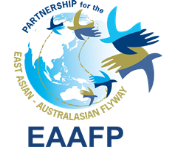 PARTNERSHIP for the
EAST ASIAN - AUSTRALASIAN FLYWAY
EAAFP